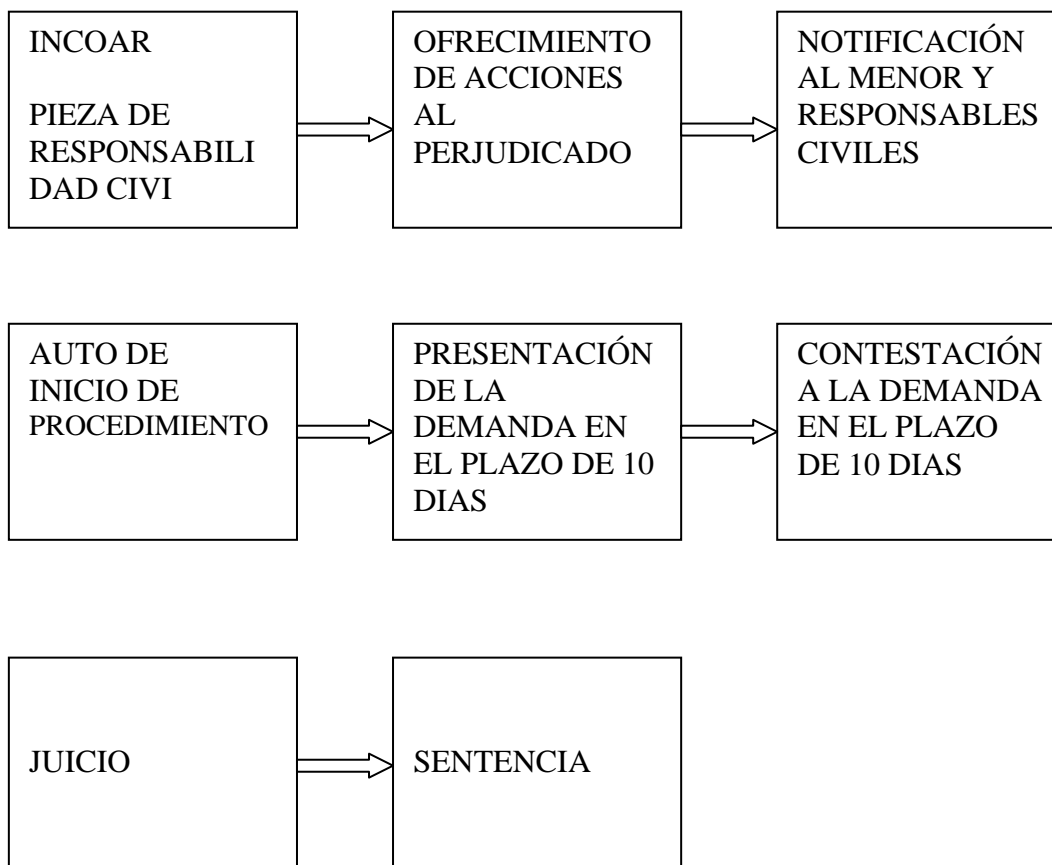 INCOAR
PIEZA DE
RESPONSABILI
DAD CIVI
OFRECIMIENTO
DE ACCIONES
AL
PERJUDICADO
NOTIFICACIÓN
AL MENOR Y
RESPONSABLES
CIVILES
AUTO DE
INICIO DE
PROCEDIMIENTO
PRESENTACIÓN
DE LA
DEMANDA EN
EL PLAZO DE 10
DIAS
CONTESTACIÓN
A LA DEMANDA
EN EL PLAZO
DE 10 DIAS
JUICIO
SENTENCIA